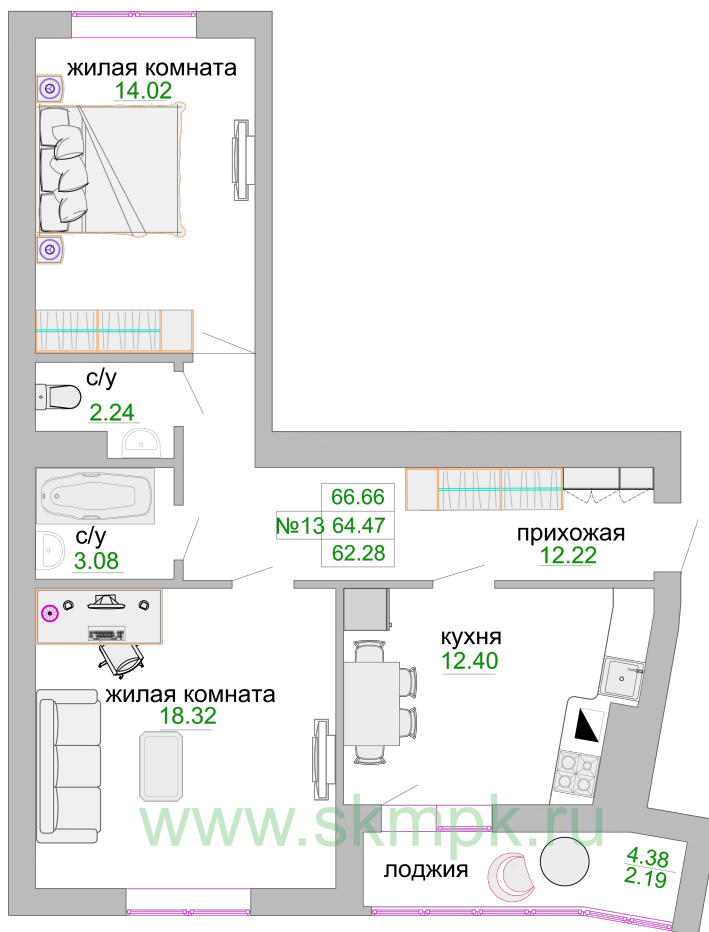 жилая комната
14.02
с/у
2.24
66.66
№13 64.47
62.28
прихожая
12.22
с/у
3.08
кухня
12.40
жилая комната
18.32
www.skmpk.ru
лоджия
4.38
2.19